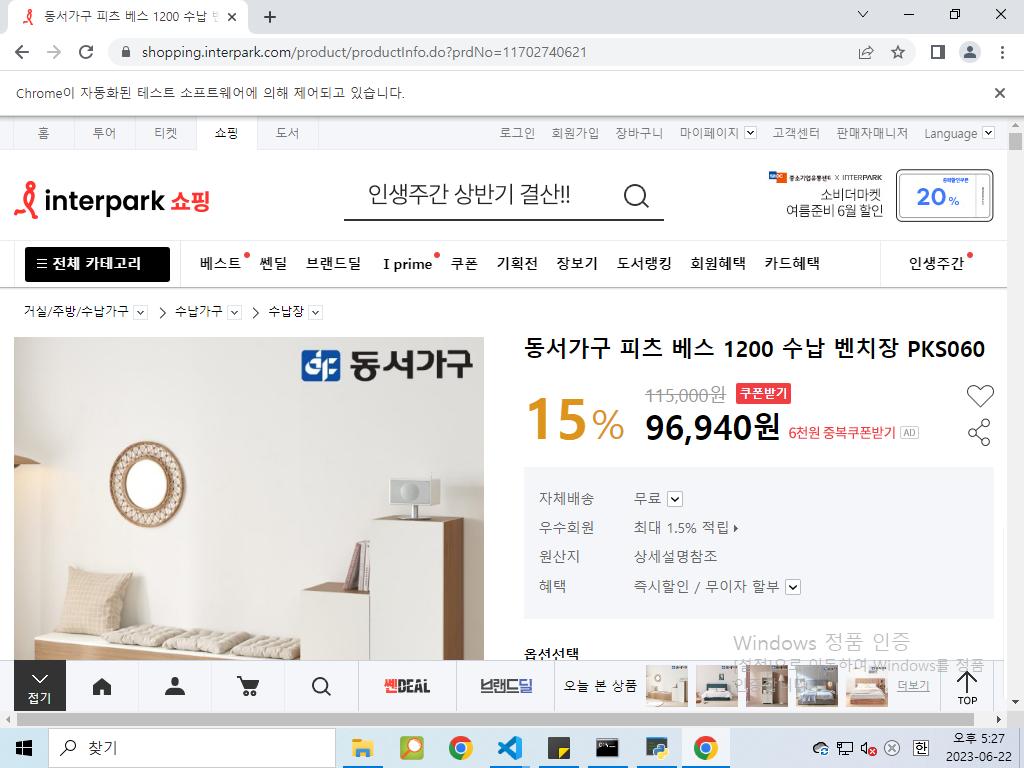 동서가구 피츠 베스 1200 수납
shopping.interpark.com/product/productInfo.do?prdNo=11702740621
Chrome이 자동화된 테스트 소프트웨어에 의해 제어되고 있습니다.
홈 투어 티켓 쇼핑 도서 로그인 회원가입 장바구니 마이페이지 고객센터 판매자매니저 Language
interpark 쇼핑
인생주간 상반기 결산!!
중소기업유통센터 X INTERPARK
소비더마켓
여름준비 6월 할인
20%
전체 카테고리 베스트 쎈딜 브랜드딜 I prime 쿠폰 기획전 장보기 도서랭킹 회원혜택 카드혜택 인생주간
거실/주방/수납가구 수납가구 수납장
동서가구
동서가구 피츠 베스 1200 수납 벤치장 PKS060
15%
115,000원 쿠폰받기
96,940원 6천원 중복쿠폰받기 AD
자체배송 무료
우수회원 최대 1.5% 적립
원산지 상세설명참조
혜택 즉시할인 / 무이자 할부
옵션선택
Windows 정품 인증
[설정]으로 이동하여 Windows를 정품
접기
쎈DEAL
브랜드딜
오늘 본 상품
더보기
TOP
찾기
한
오후 5:27
2023-06-22